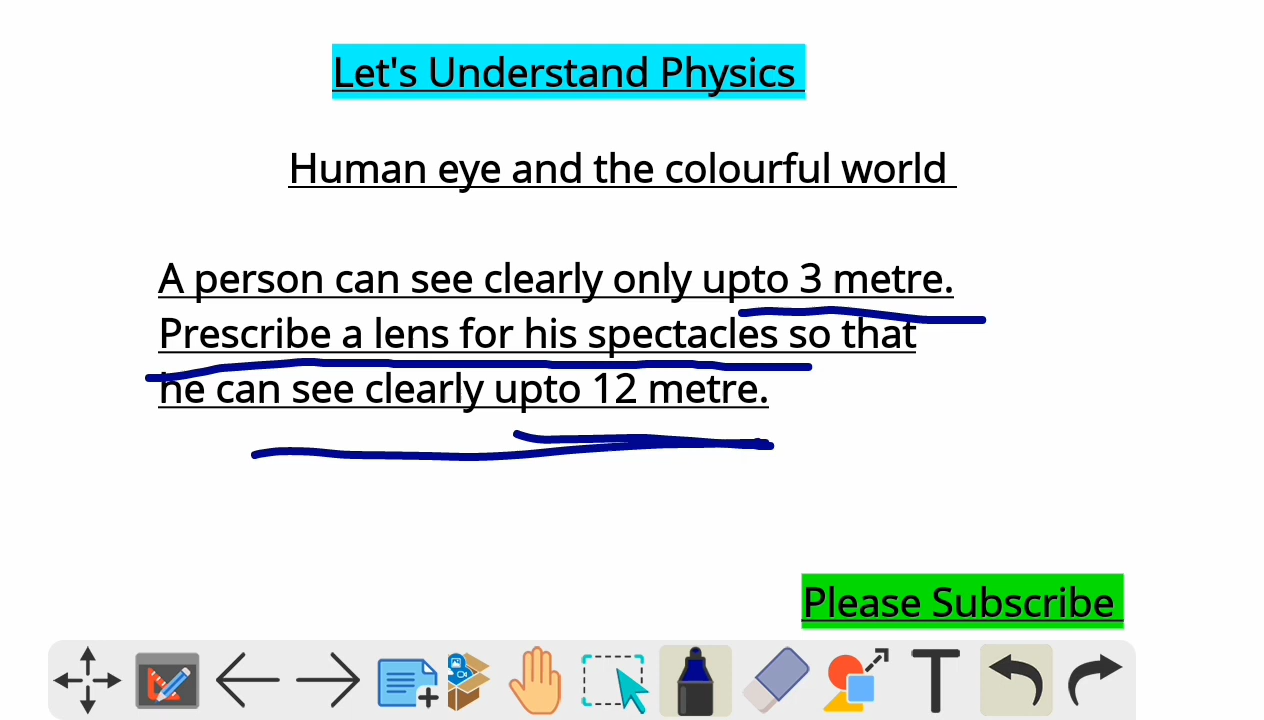 Let's Understand Physics
Human eye and the colourful world
A person can see clearly only upto 3 metre.
Prescribe a lens for his spectacles so that
he can see clearly upto 12 metre.
Please Subscribe
T